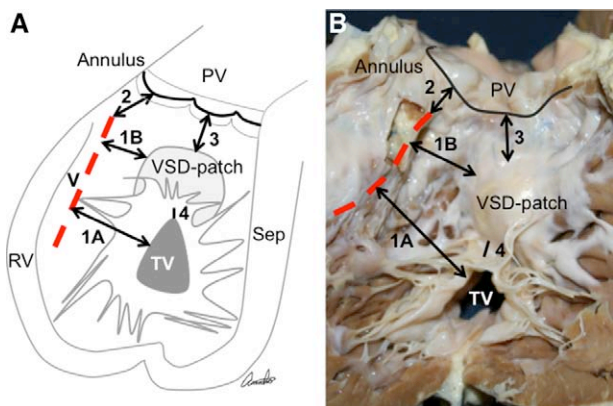 A
Annulus
PV
2
1B
3
V
VSD-patch
4
1A
TV
RV
Sep
B
Annulus
PV
2
1B
3
VSD-patch
1A
4
TV